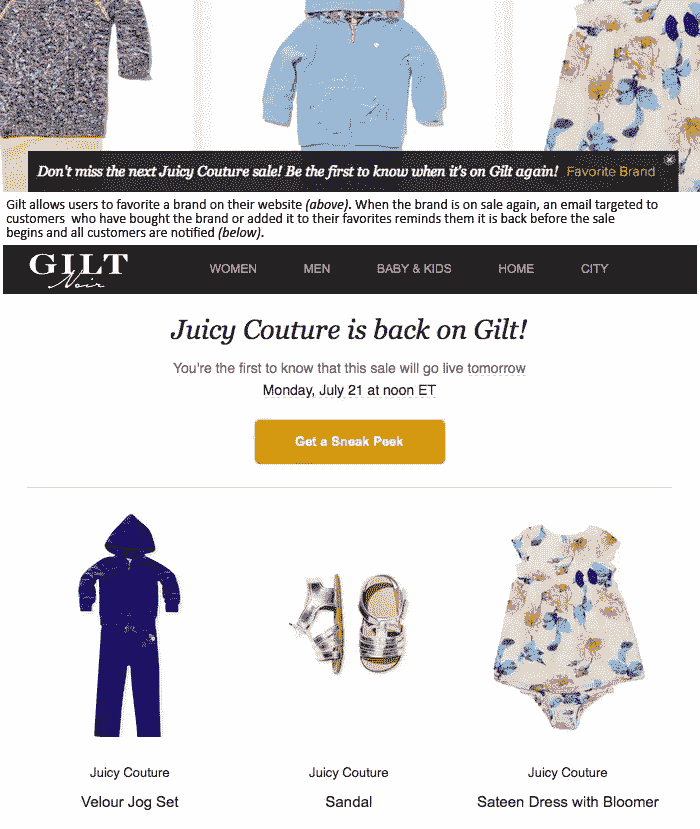 Don't miss the next Juicy Couture sale! Be the first to know when it's on Gilt again! Favorite Brand
Gilt allows users to favorite a brand on their website (above). When the brand is on sale again, an email targeted to
customers who have bought the brand or added it to their favorites reminds them it is back before the sale
begins and all customers are notified (below).
GILT WOMEN MEN BABY & KIDS HOME CITY
Noir
Juicy Couture is back on Gilt!
You're the first to know that this sale will go live tomorrow
Monday, July 21 at noon ET
Get a Sneak Peek
Juicy Couture Juicy Couture Juicy Couture
Velour Jog Set Sandal Sateen Dress with Bloomer